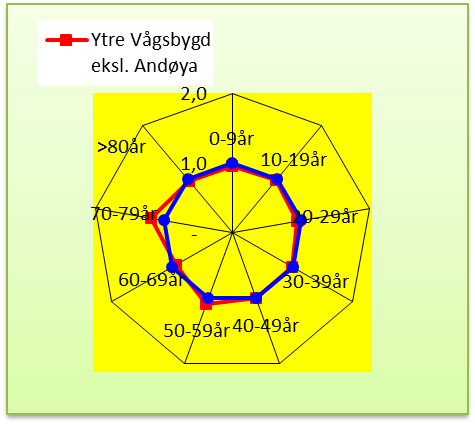 Ytre Vågsbygd
eksl. Andøya
2,0
0-9år
>80år
1,0
10-19år
70-79år
20-29år
-
60-69år
30-39år
50-59år
40-49år